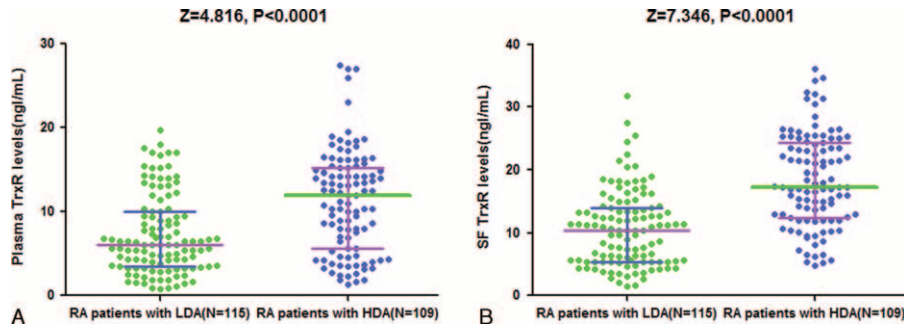 Z=4.816, P<0.0001
Plasma TrxR levels(ngl/mL)
30
20
10
0
RA patients with LDA(N=115) RA patients with HDA(N=109)
A
Z=7.346, P<0.0001
SF TrxR levels(ngl/mL)
40
30
20
10
0
RA patients with LDA(N=115) RA patients with HDA(N=109)
B